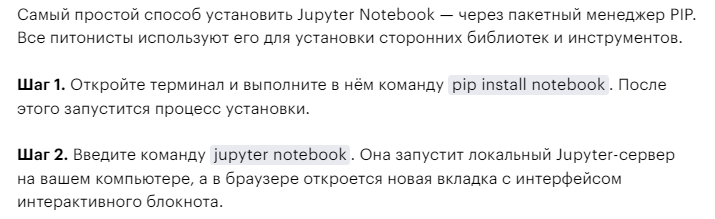 Самый простой способ установить Jupyter Notebook — через пакетный менеджер PIP.
Все питонисты используют его для установки сторонних библиотек и инструментов.
Шаг 1. Откройте терминал и выполните в нём команду pip install notebook. После
этого запустится процесс установки.
Шаг 2. Введите команду jupyter notebook. Она запустит локальный Jupyter-сервер
на вашем компьютере, а в браузере откроется новая вкладка с интерфейсом
интерактивного блокнота.